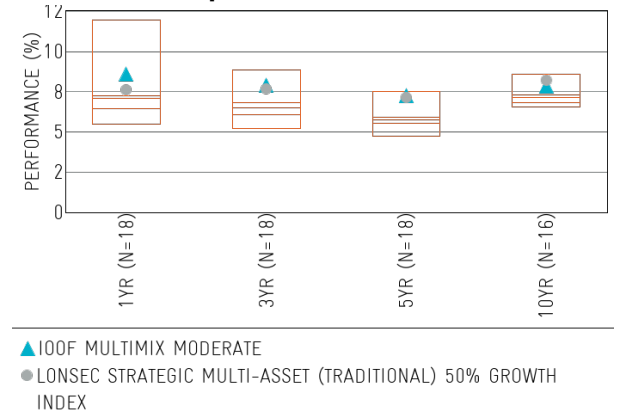 12
10
8
5
2
0
PERFORMANCE (%)
1YR (N=18)
3YR (N=18)
5YR (N=18)
10YR (N=16)
IOOF MULTIMIX MODERATE
LONSEC STRATEGIC MULTI-ASSET (TRADITIONAL) 50% GROWTH
INDEX